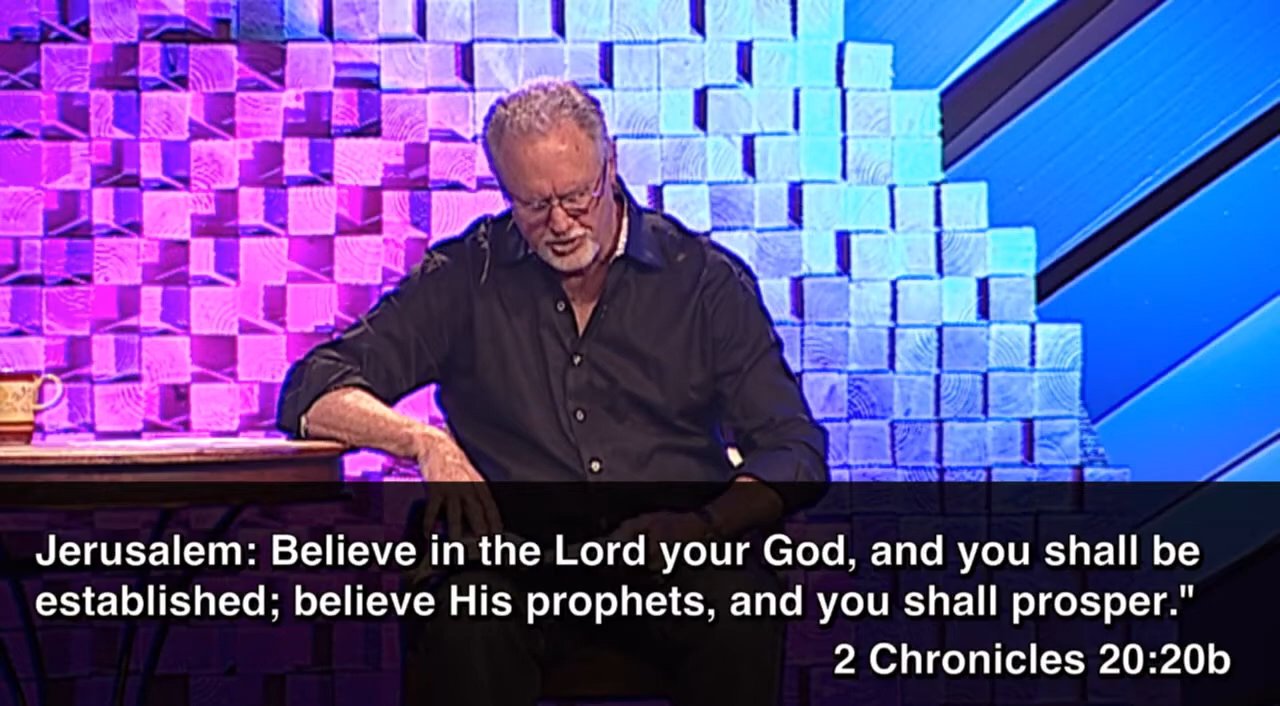 Jerusalem: Believe in the Lord your God, and you shall be
established; believe His prophets, and you shall prosper."
2 Chronicles 20:20b